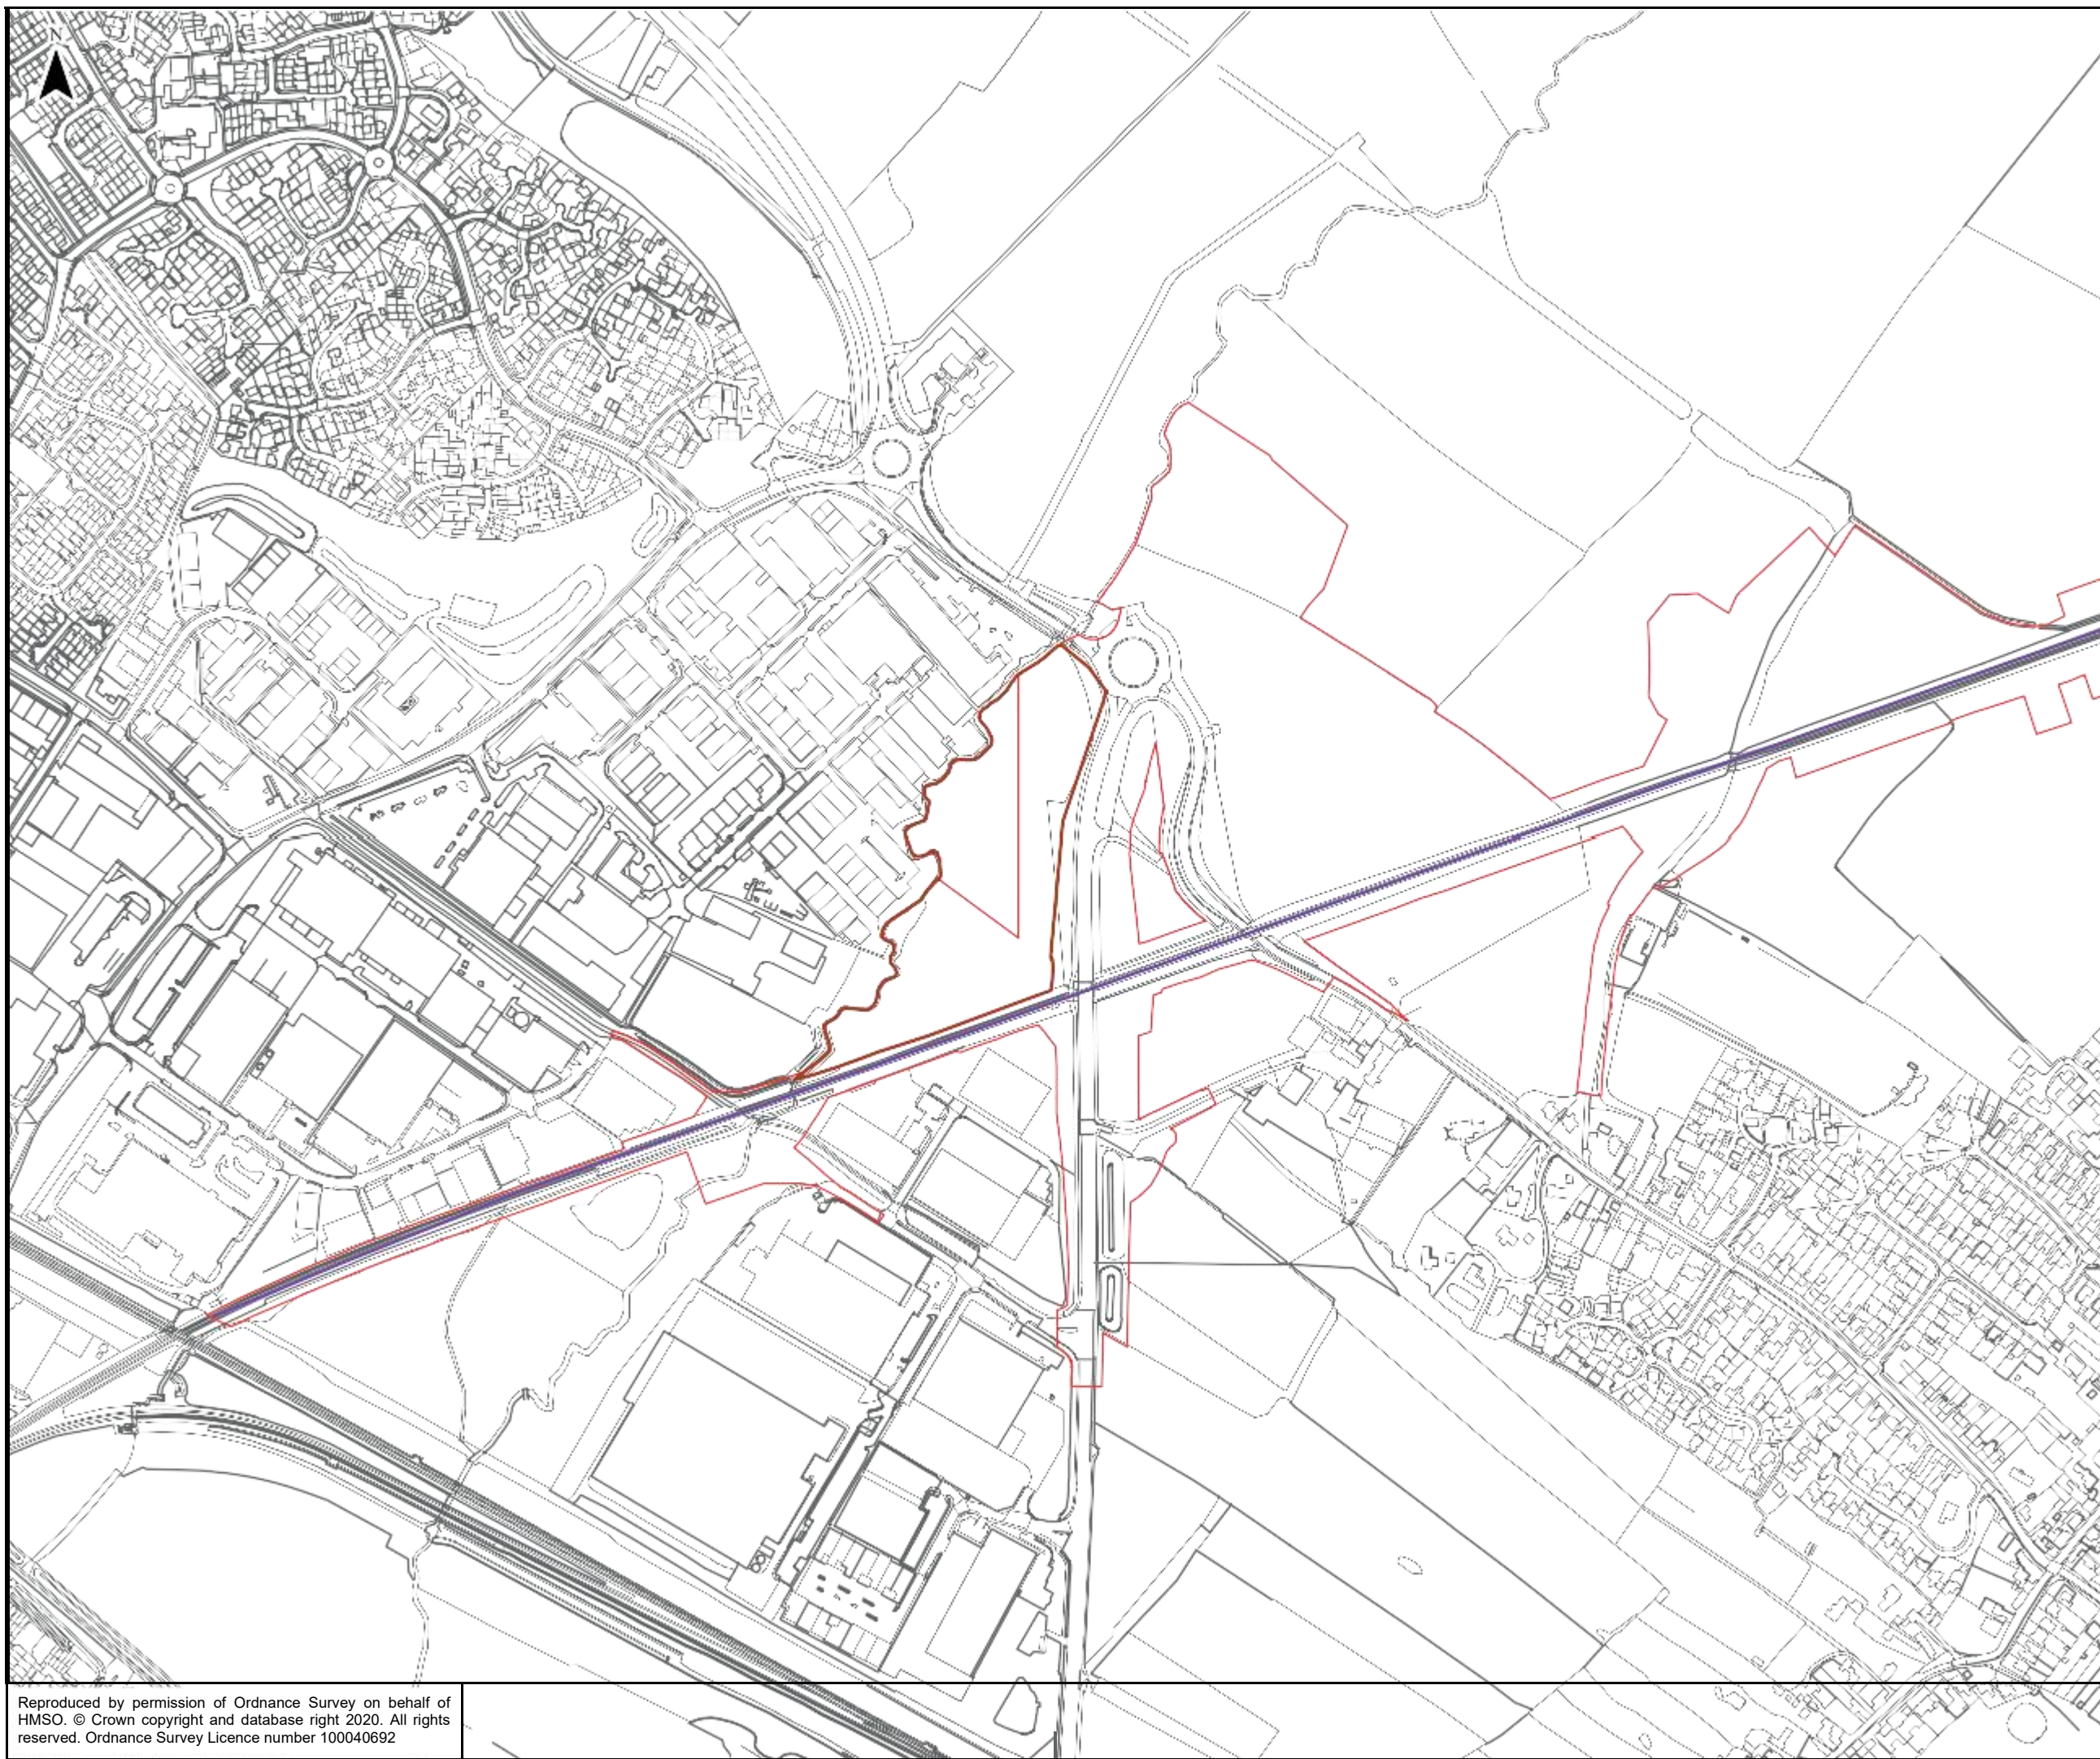 N
Reproduced by permission of Ordnance Survey on behalf of
HMSO. © Crown copyright and database right 2020. All rights
reserved. Ordnance Survey Licence number 100040692